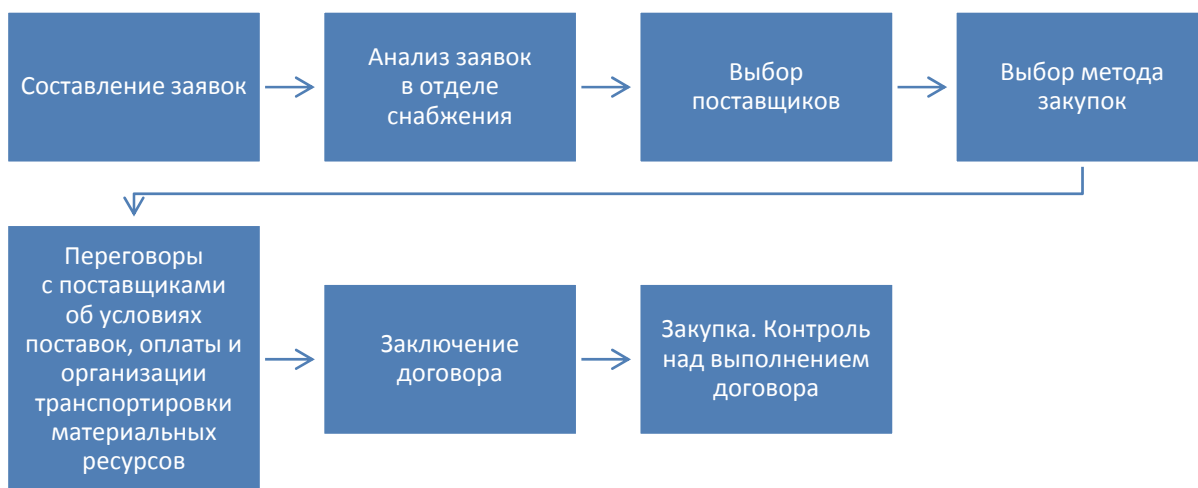 Составление заявок
Анализ заявок
в отделе
снабжения
Выбор
поставщиков
Выбор метода
закупок
Переговоры
с поставщиками
об условиях
поставок, оплаты и
организации
транспортировки
материальных
ресурсов
Заключение
договора
Закупка. Контроль
над выполнением
договора